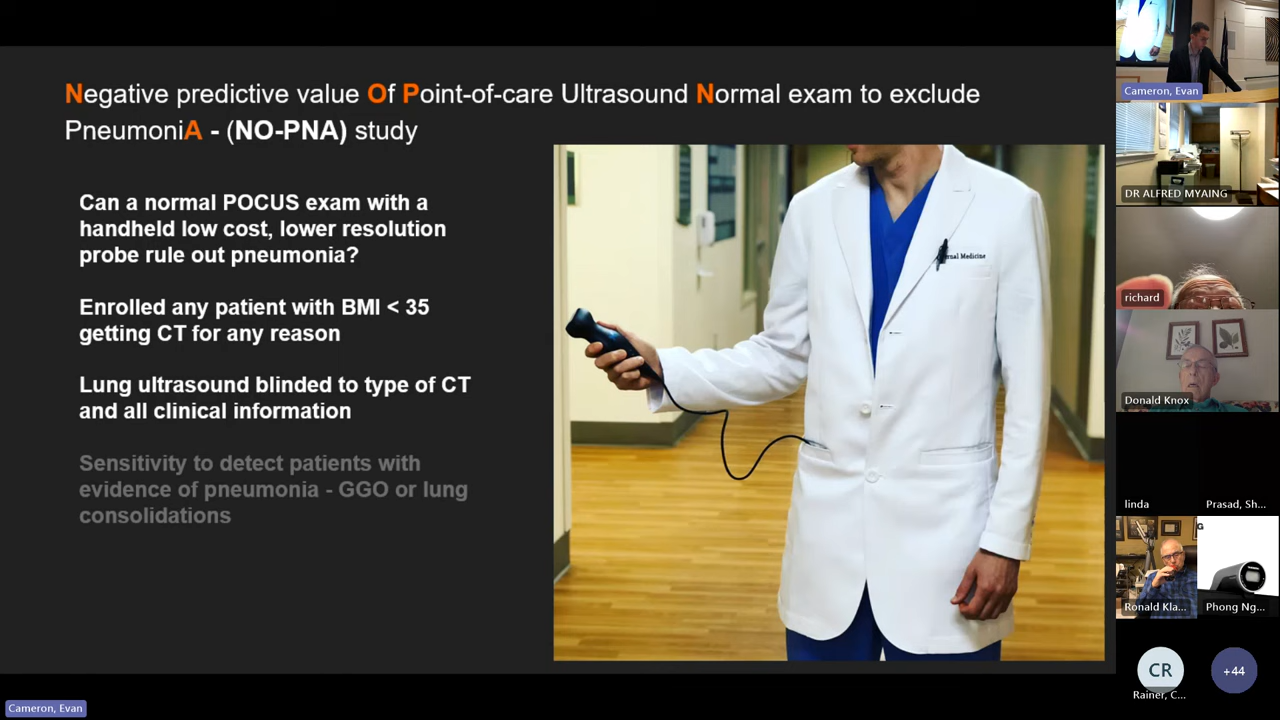 Negative predictive value Of Point-of-care Ultrasound Normal exam to exclude
PneumoniA - (NO-PNA) study
Can a normal POCUS exam with a
handheld low cost, lower resolution
probe rule out pneumonia?
Enrolled any patient with BMI < 35
getting CT for any reason
Lung ultrasound blinded to type of CT
and all clinical information
Sensitivity to detect patients with
evidence of pneumonia - GGO or lung
consolidations
Medicine
Cameron, Evan
DR ALFRED MYAING
richard
Donald Knox
linda
Prasad, Sh...
G
Ronald Kla...
Phong Ng...
CR
Rainer, C...
+44
Cameron, Evan